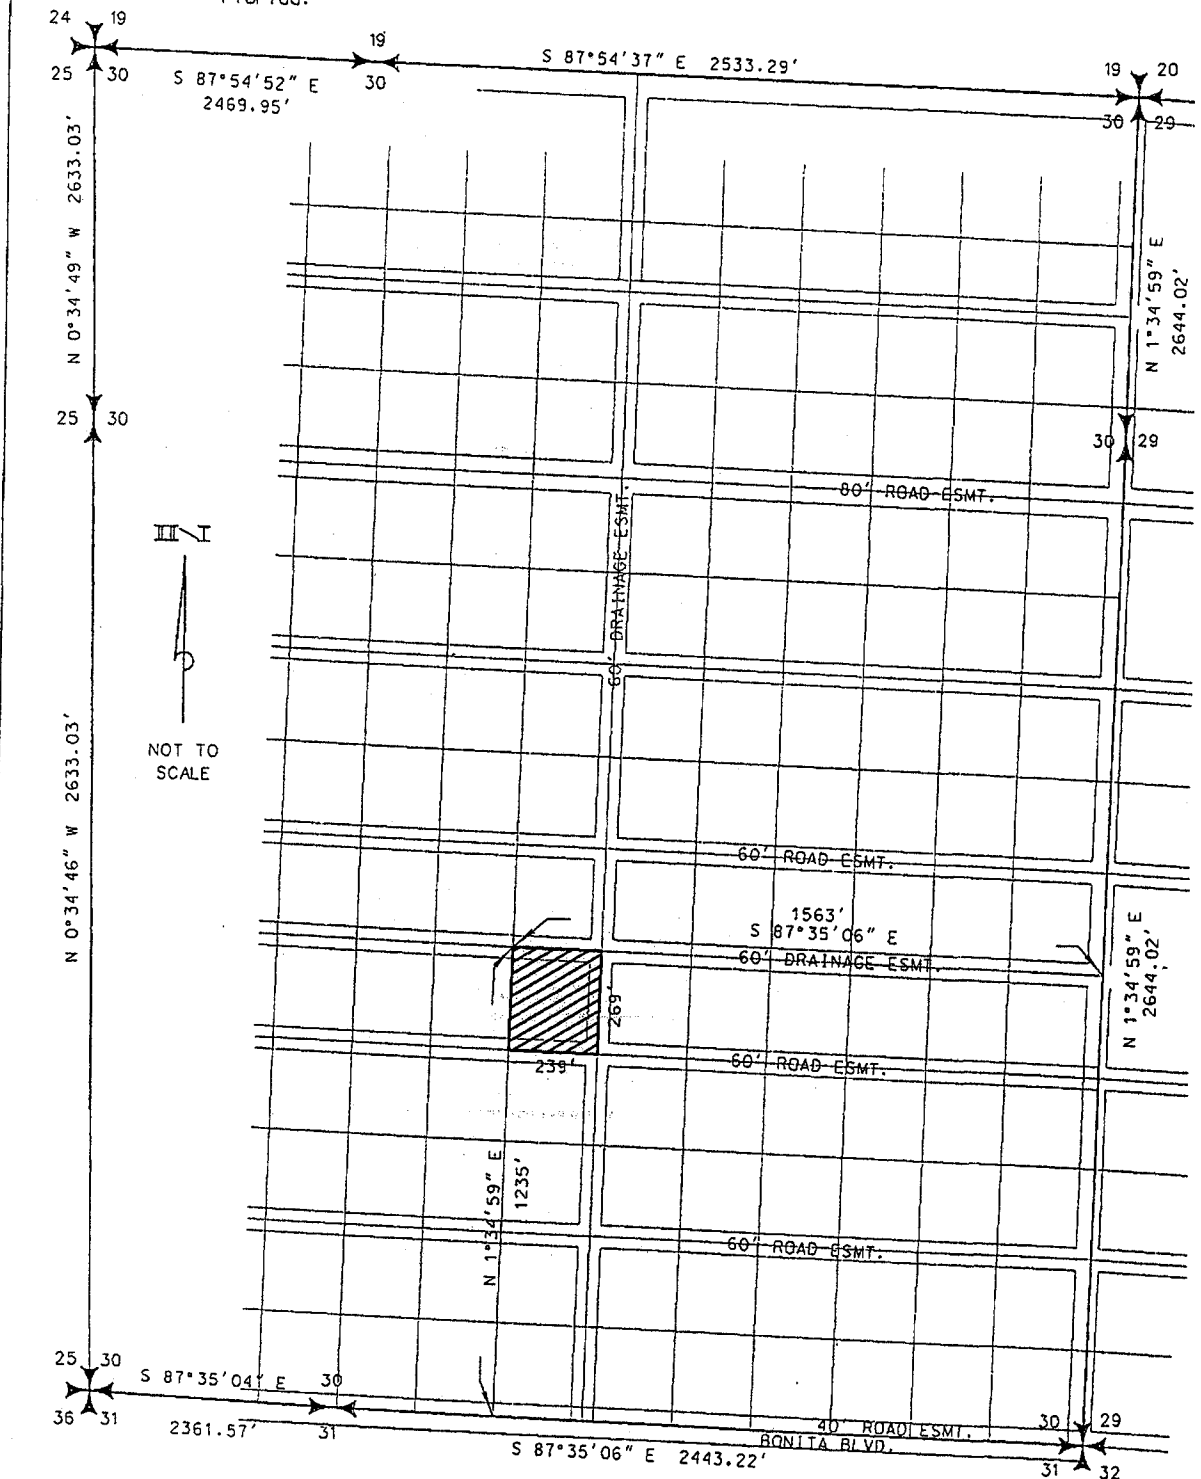 24 19
19
S 87°54'37" E 2533.29'
19 20
25 30
S 87°54'52" E
30
2469.95'
30 29
N 0°34'49" W 2633.03'
N 1°34'59" E
2644.02'
25 30
30 29
80' ROAD ESMT.
60' DRAINAGE ESMT.
NOT TO
SCALE
N 0°34'46" W 2633.03'
60' ROAD ESMT.
1563'
S 87°35'06" E
60' DRAINAGE ESMT.
N 1°34'59" E
2644.02'
269'
239'
60' ROAD ESMT.
N 1°34'59" E
1235'
60' ROAD ESMT.
25 30
S 87°35'04" E
30
36 31
2361.57'
31
40' ROAD ESMT.
30 29
BONITA BLVD.
S 87°35'06" E 2443.22'
31 32